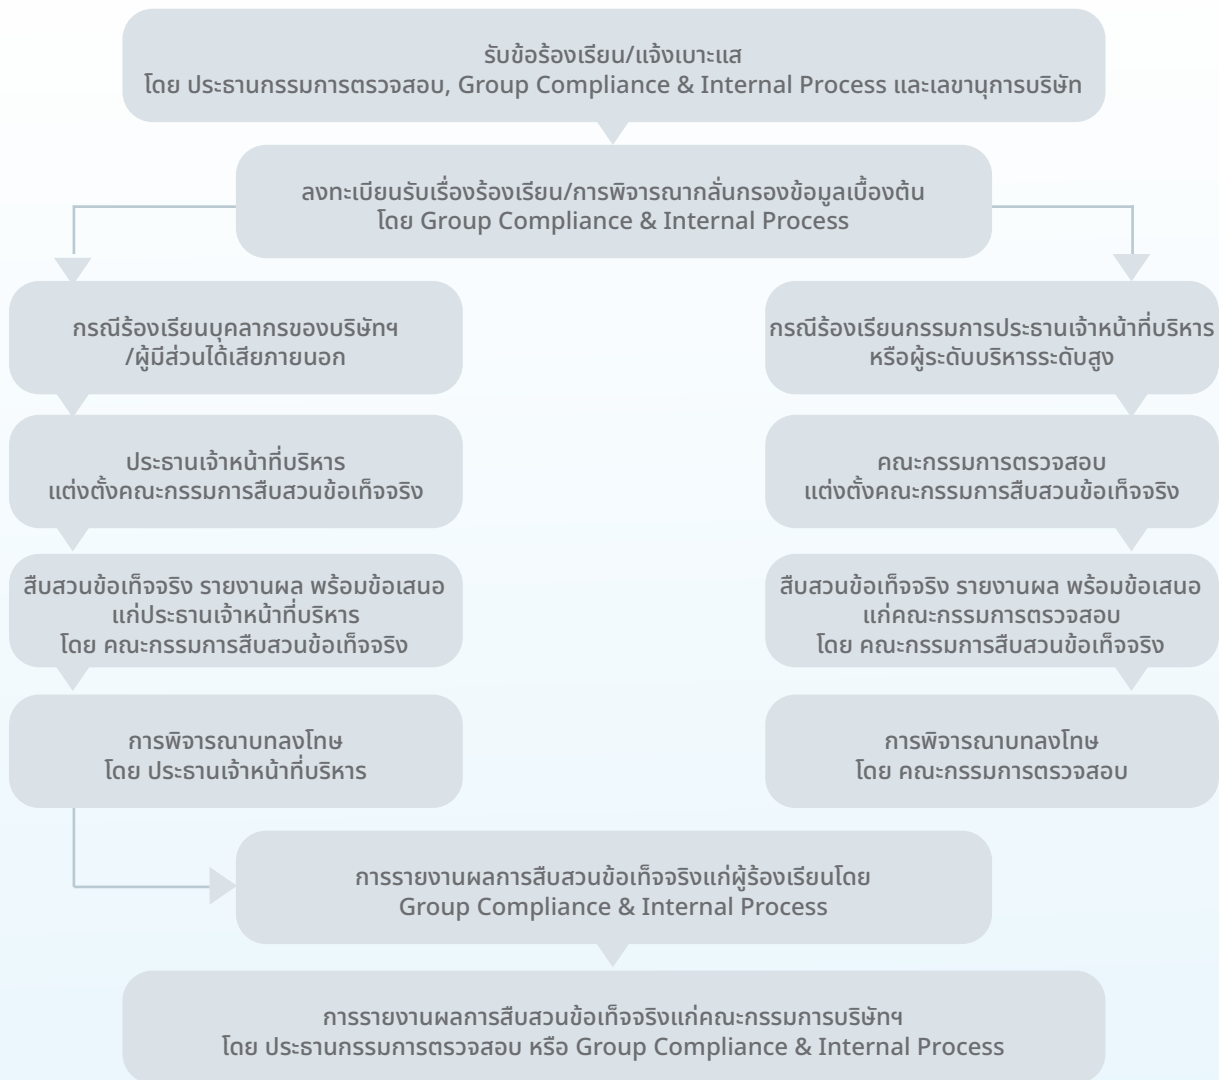 รับข้อร้องเรียน/แจ้งเบาะแส
โดย ประธานกรรมการตรวจสอบ, Group Compliance & Internal Process และเลขานุการบริษัท
ลงทะเบียนรับเรื่องร้องเรียน/การพิจารณากลั่นกรองข้อมูลเบื้องต้น
โดย Group Compliance & Internal Process
กรณีร้องเรียนบุคลากรของบริษัทฯ
/ผู้มีส่วนได้เสียภายนอก
ประธานเจ้าหน้าที่บริหาร
แต่งตั้งคณะกรรมการสืบสวนข้อเท็จจริง
สืบสวนข้อเท็จจริง รายงานผล พร้อมข้อเสนอ
แก่ประธานเจ้าหน้าที่บริหาร
โดย คณะกรรมการสืบสวนข้อเท็จจริง
การพิจารณาบทลงโทษ
โดย ประธานเจ้าหน้าที่บริหาร
กรณีร้องเรียนกรรมการประธานเจ้าหน้าที่บริหาร
หรือผู้ระดับบริหารระดับสูง
คณะกรรมการตรวจสอบ
แต่งตั้งคณะกรรมการสืบสวนข้อเท็จจริง
สืบสวนข้อเท็จจริง รายงานผล พร้อมข้อเสนอ
แก่คณะกรรมการตรวจสอบ
โดย คณะกรรมการสืบสวนข้อเท็จจริง
การพิจารณาบทลงโทษ
โดย คณะกรรมการตรวจสอบ
การรายงานผลการสืบสวนข้อเท็จจริงแก่ผู้ร้องเรียนโดย
Group Compliance & Internal Process
การรายงานผลการสืบสวนข้อเท็จจริงแก่คณะกรรมการบริษัทฯ
โดย ประธานกรรมการตรวจสอบ หรือ Group Compliance & Internal Process